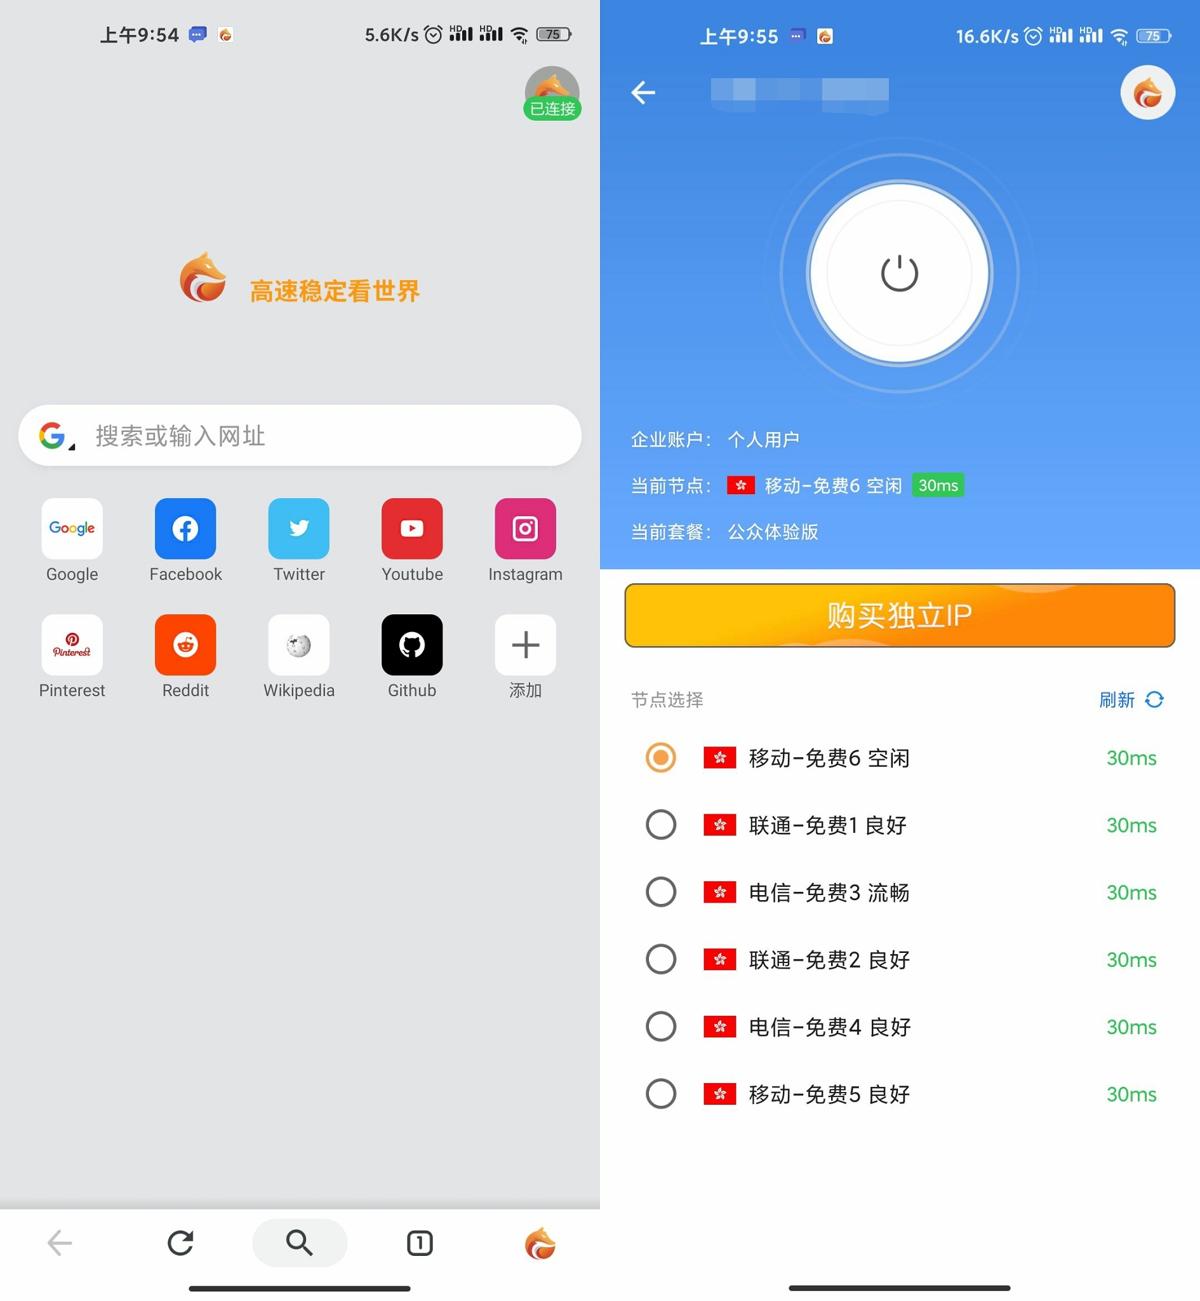 上午9:54
5.6K/s
HD
HD
75
已连接
高速稳定看世界
搜索或输入网址
Google
Google
Facebook
Twitter
Youtube
Instagram
Pinterest
Pinterest
Reddit
Wikipedia
Github
添加
1
上午9:55
16.6K/s
HD
HD
75
企业账户: 个人用户
当前节点: 移动-免费6 空闲 30ms
当前套餐: 公众体验版
购买独立IP
节点选择
刷新
移动-免费6 空闲 30ms
联通-免费1 良好 30ms
电信-免费3 流畅 30ms
联通-免费2 良好 30ms
电信-免费4 良好 30ms
移动-免费5 良好 30ms